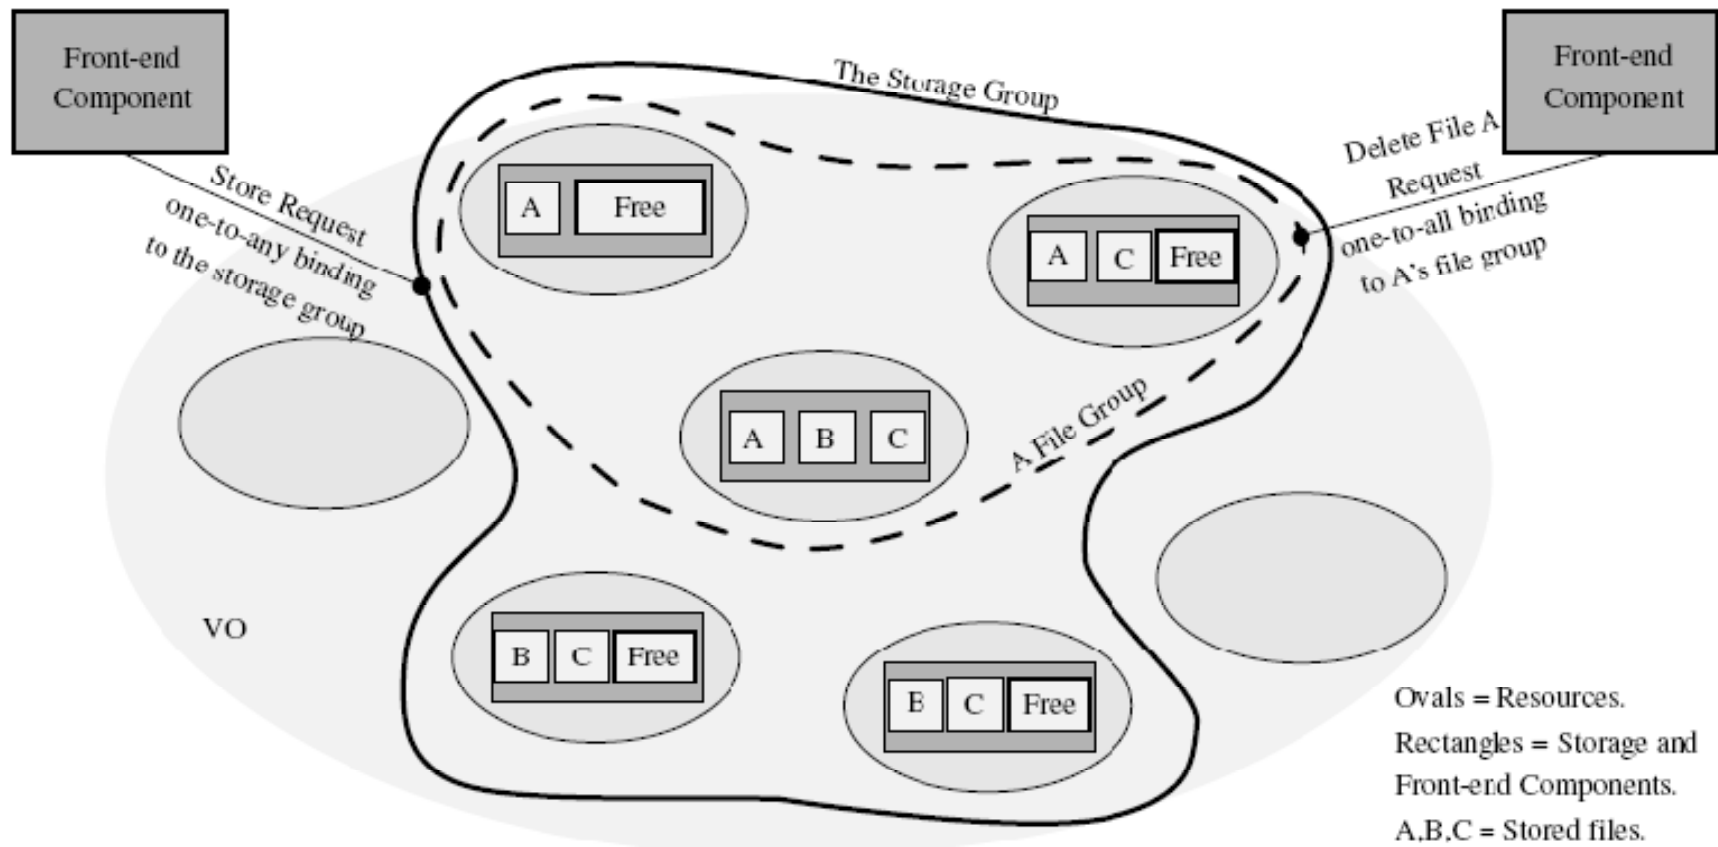 Front-end
Component
Front-end
Component
The Storage Group
Delete File A
Request
one-to-all binding
to A's file group
Store Request
one-to-any binding
to the storage group
A
Free
A
C
Free
A
B
C
A File Group
VO
B
C
Free
B
C
Free
Ovals = Resources.
Rectangles = Storage and
Front-end Components.
A,B,C = Stored files.